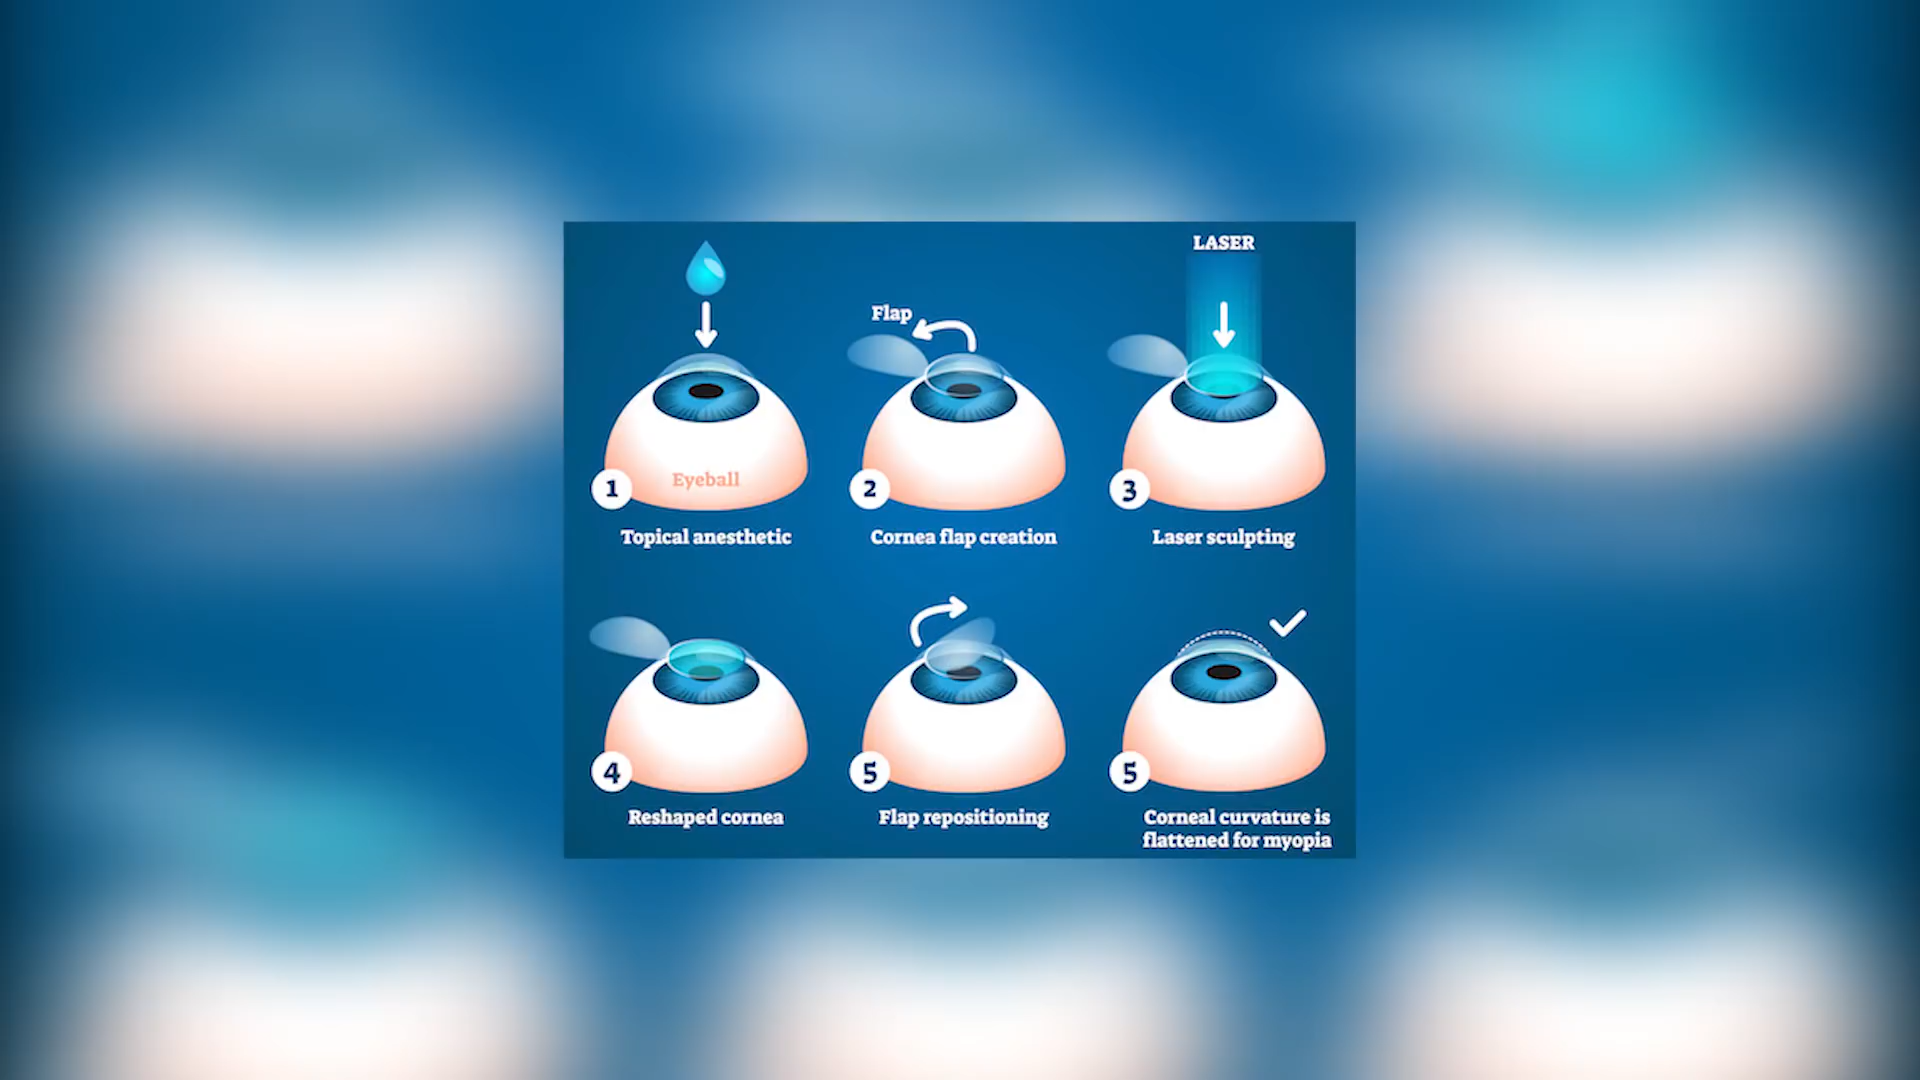 LASER
Flap
Eyeball
1
2
3
Topical anesthetic
Cornea flap creation
Laser sculpting
4
5
5
Reshaped cornea
Flap repositioning
Corneal curvature is
flattened for myopia